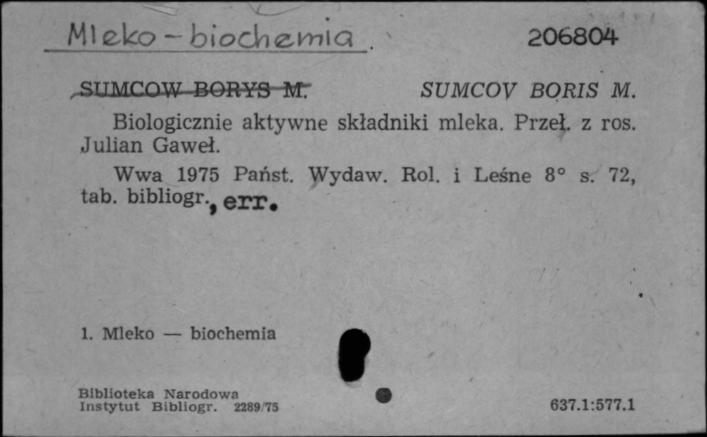 Mleko - biochemia. 206804
SUMCOW BORYS M. SUMCOV BORIS M.
Biologicznie aktywne składniki mleka. Przeł. z ros.
Julian Gaweł.
Wwa 1975 Państ. Wydaw. Rol. i Leśne 8° s. 72,
tab. bibliogr., err.
1. Mleko — biochemia
Biblioteka Narodowa
Instytut Bibliogr. 2289/75 637.1:577.1